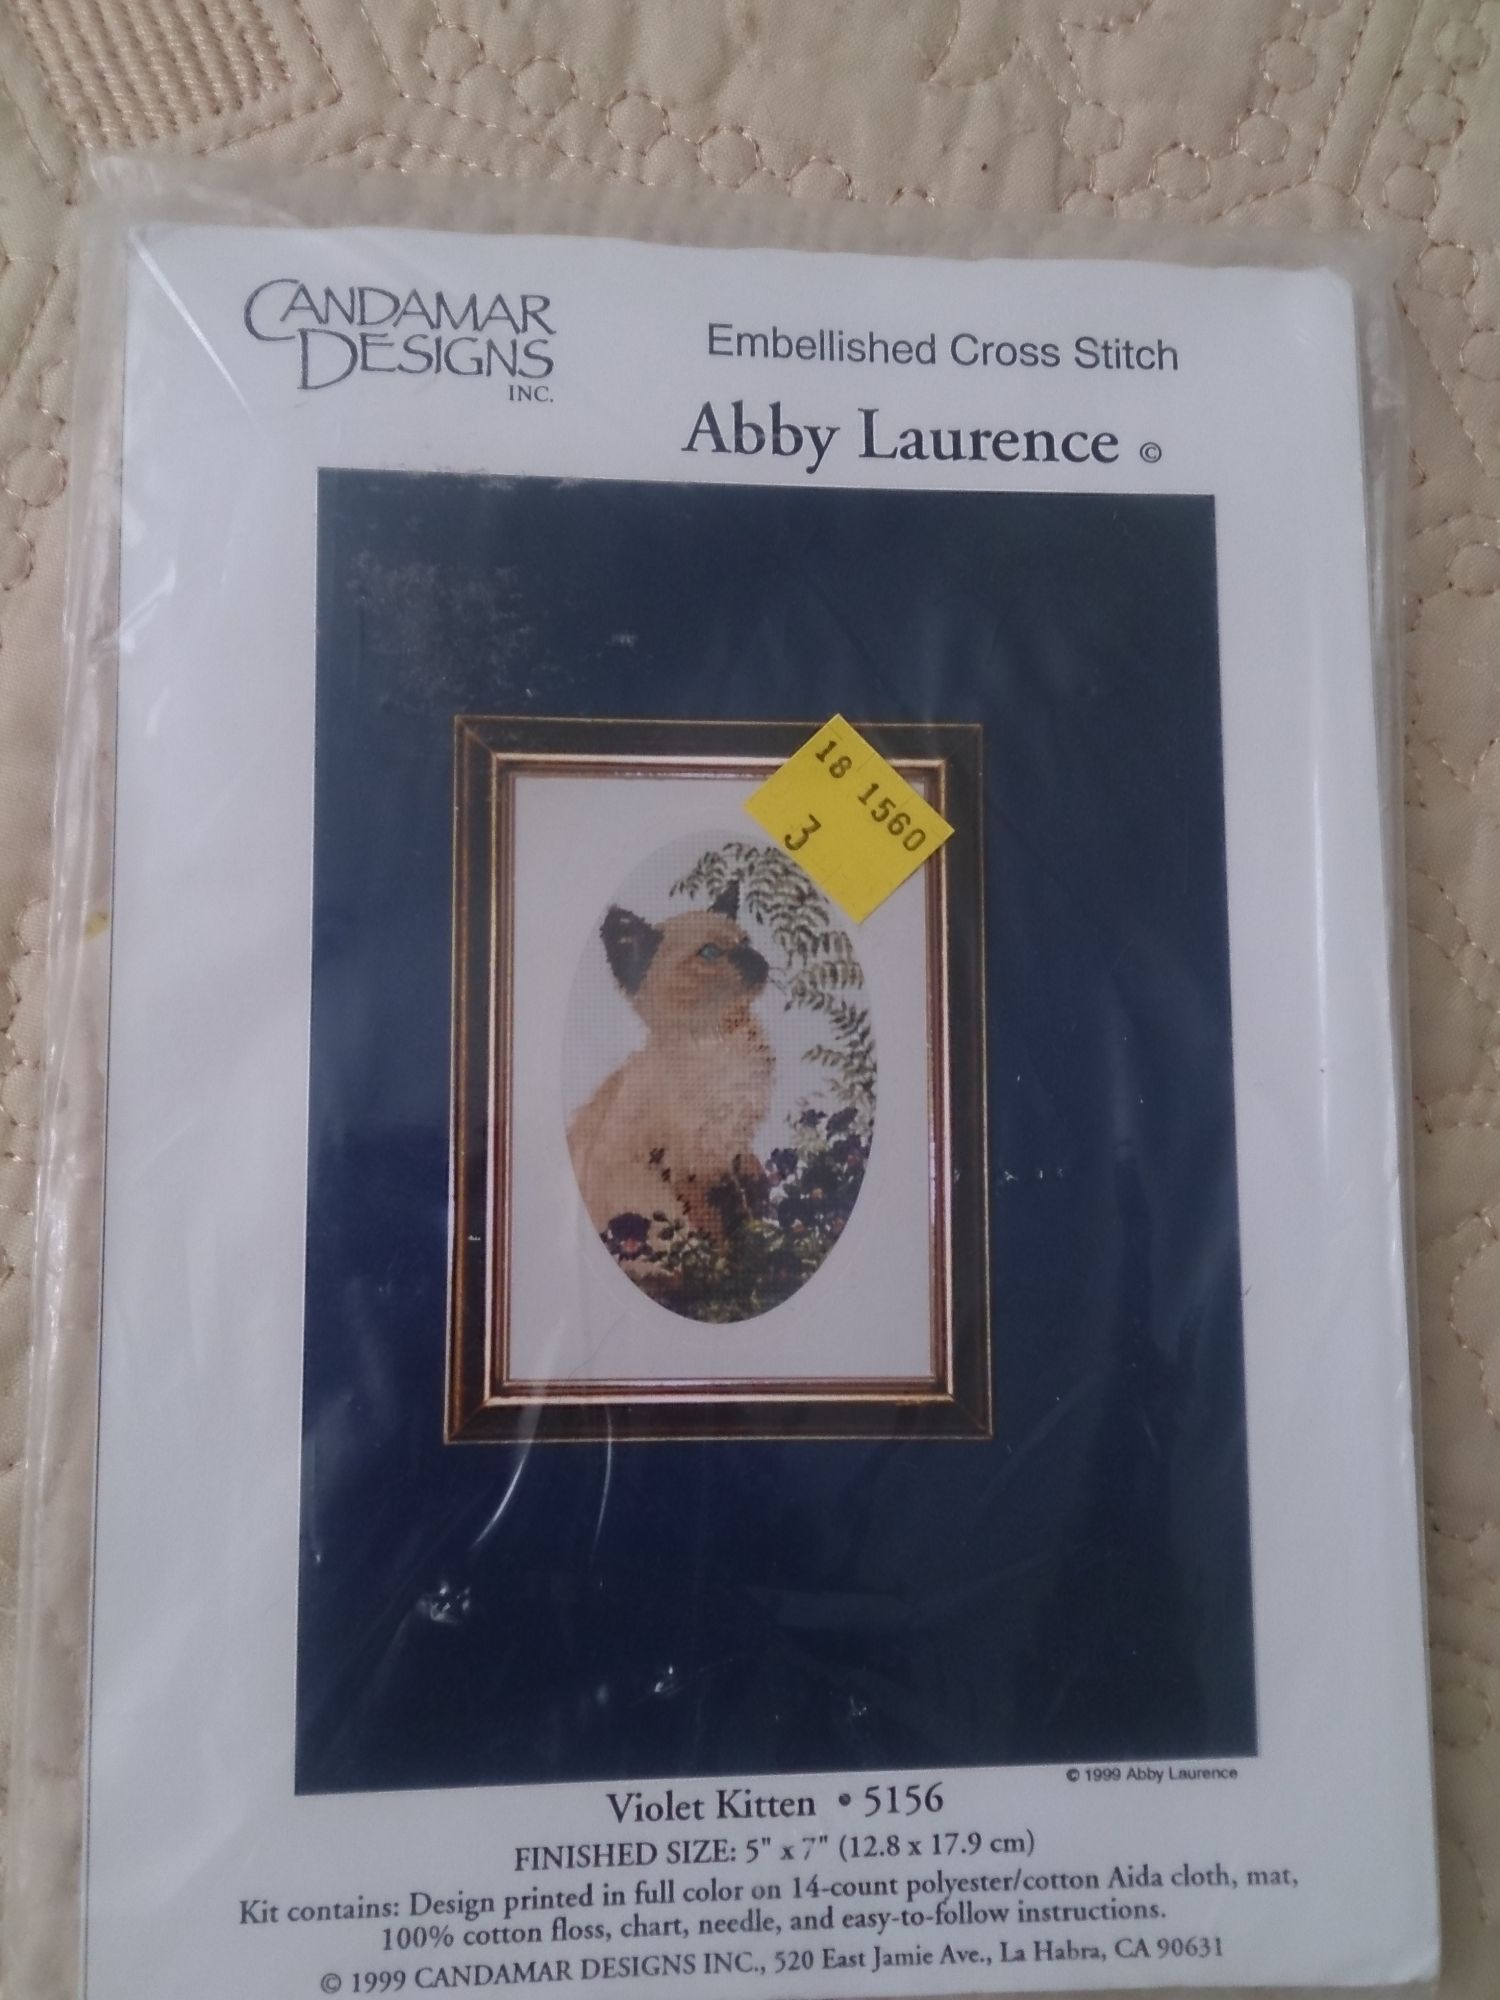 CANDAMAR
DESIGNS
INC.
Embellished Cross Stitch
Abby Laurence ©
18 1560
3
© 1999 Abby Laurence
Violet Kitten • 5156
FINISHED SIZE: 5" x 7" (12.8 x 17.9 cm)
Kit contains: Design printed in full color on 14-count polyester/cotton Aida cloth, mat,
100% cotton floss, chart, needle, and easy-to-follow instructions.
© 1999 CANDAMAR DESIGNS INC., 520 East Jamie Ave., La Habra, CA 90631